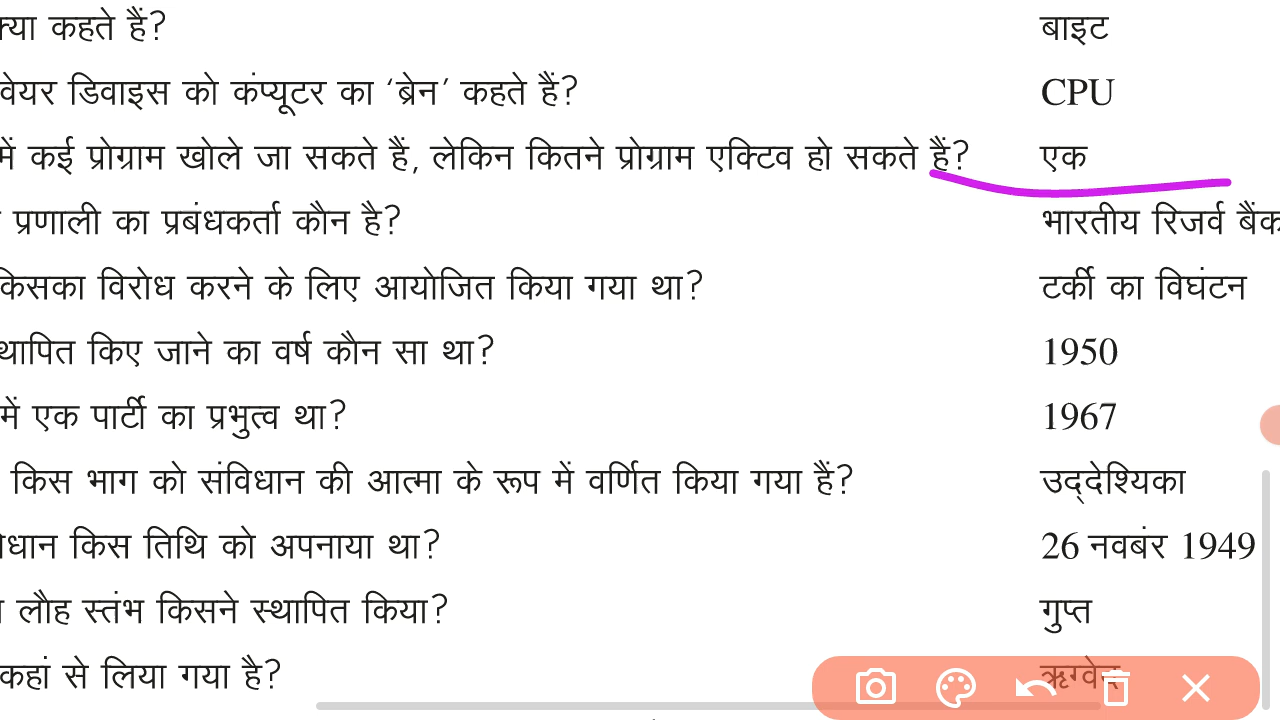 क्या कहते हैं? बाइट
वेयर डिवाइस को कंप्यूटर का ‘ब्रेन’ कहते हैं? CPU
में कई प्रोग्राम खोले जा सकते हैं, लेकिन कितने प्रोग्राम एक्टिव हो सकते हैं? एक
प्रणाली का प्रबंधकर्ता कौन है? भारतीय रिजर्व बैंक
किसका विरोध करने के लिए आयोजित किया गया था? टर्की का विघंटन
थापित किए जाने का वर्ष कौन सा था? 1950
में एक पार्टी का प्रभुत्व था? 1967
किस भाग को संविधान की आत्मा के रूप में वर्णित किया गया हैं? उद्देश्यिका
धान किस तिथि को अपनाया था? 26 नवबंर 1949
लौह स्तंभ किसने स्थापित किया? गुप्त
कहां से लिया गया है? ऋग्वेद